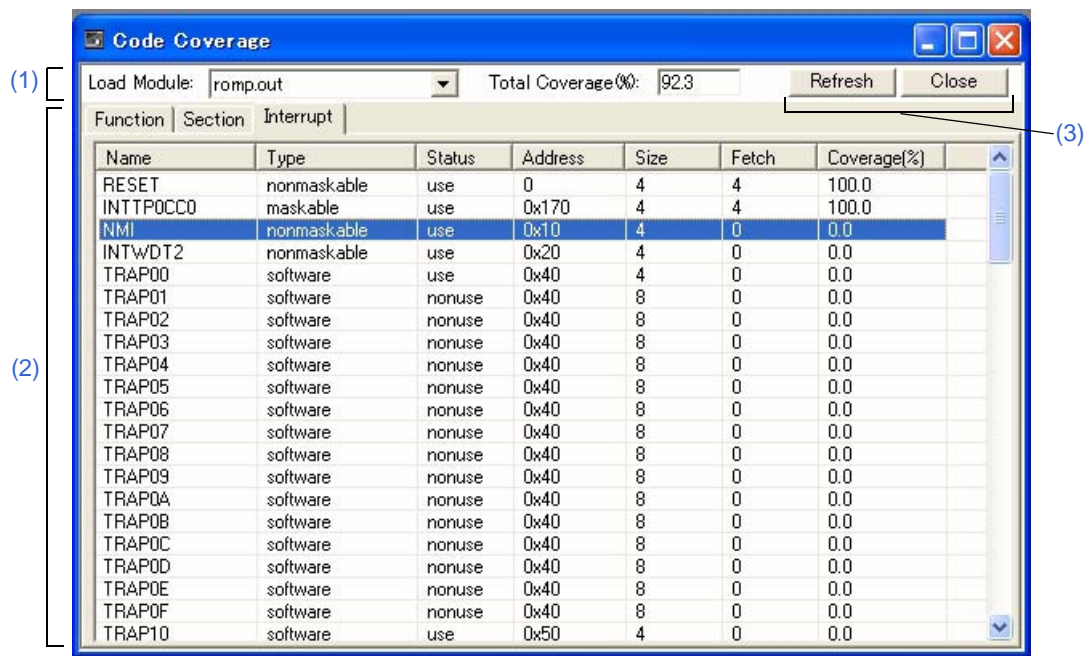 Code Coverage
(1)
Load Module: romp.out Total Coverage(%): 92.3 Refresh Close
Function Section Interrupt
(3)
Name Type Status Address Size Fetch Coverage(%)
RESET nonmaskable use 0 4 4 100.0
INTTP0CC0 maskable use 0x170 4 4 100.0
NMI nonmaskable use 0x10 4 0 0.0
INTWDT2 nonmaskable use 0x20 4 0 0.0
TRAP00 software use 0x40 4 0 0.0
TRAP01 software nonuse 0x40 8 0 0.0
TRAP02 software nonuse 0x40 8 0 0.0
TRAP03 software nonuse 0x40 8 0 0.0
TRAP04 software nonuse 0x40 8 0 0.0
(2)
TRAP05 software nonuse 0x40 8 0 0.0
TRAP06 software nonuse 0x40 8 0 0.0
TRAP07 software nonuse 0x40 8 0 0.0
TRAP08 software nonuse 0x40 8 0 0.0
TRAP09 software nonuse 0x40 8 0 0.0
TRAP0A software nonuse 0x40 8 0 0.0
TRAP0B software nonuse 0x40 8 0 0.0
TRAP0C software nonuse 0x40 8 0 0.0
TRAP0D software nonuse 0x40 8 0 0.0
TRAP0E software nonuse 0x40 8 0 0.0
TRAP0F software nonuse 0x40 8 0 0.0
TRAP10 software use 0x50 4 0 0.0